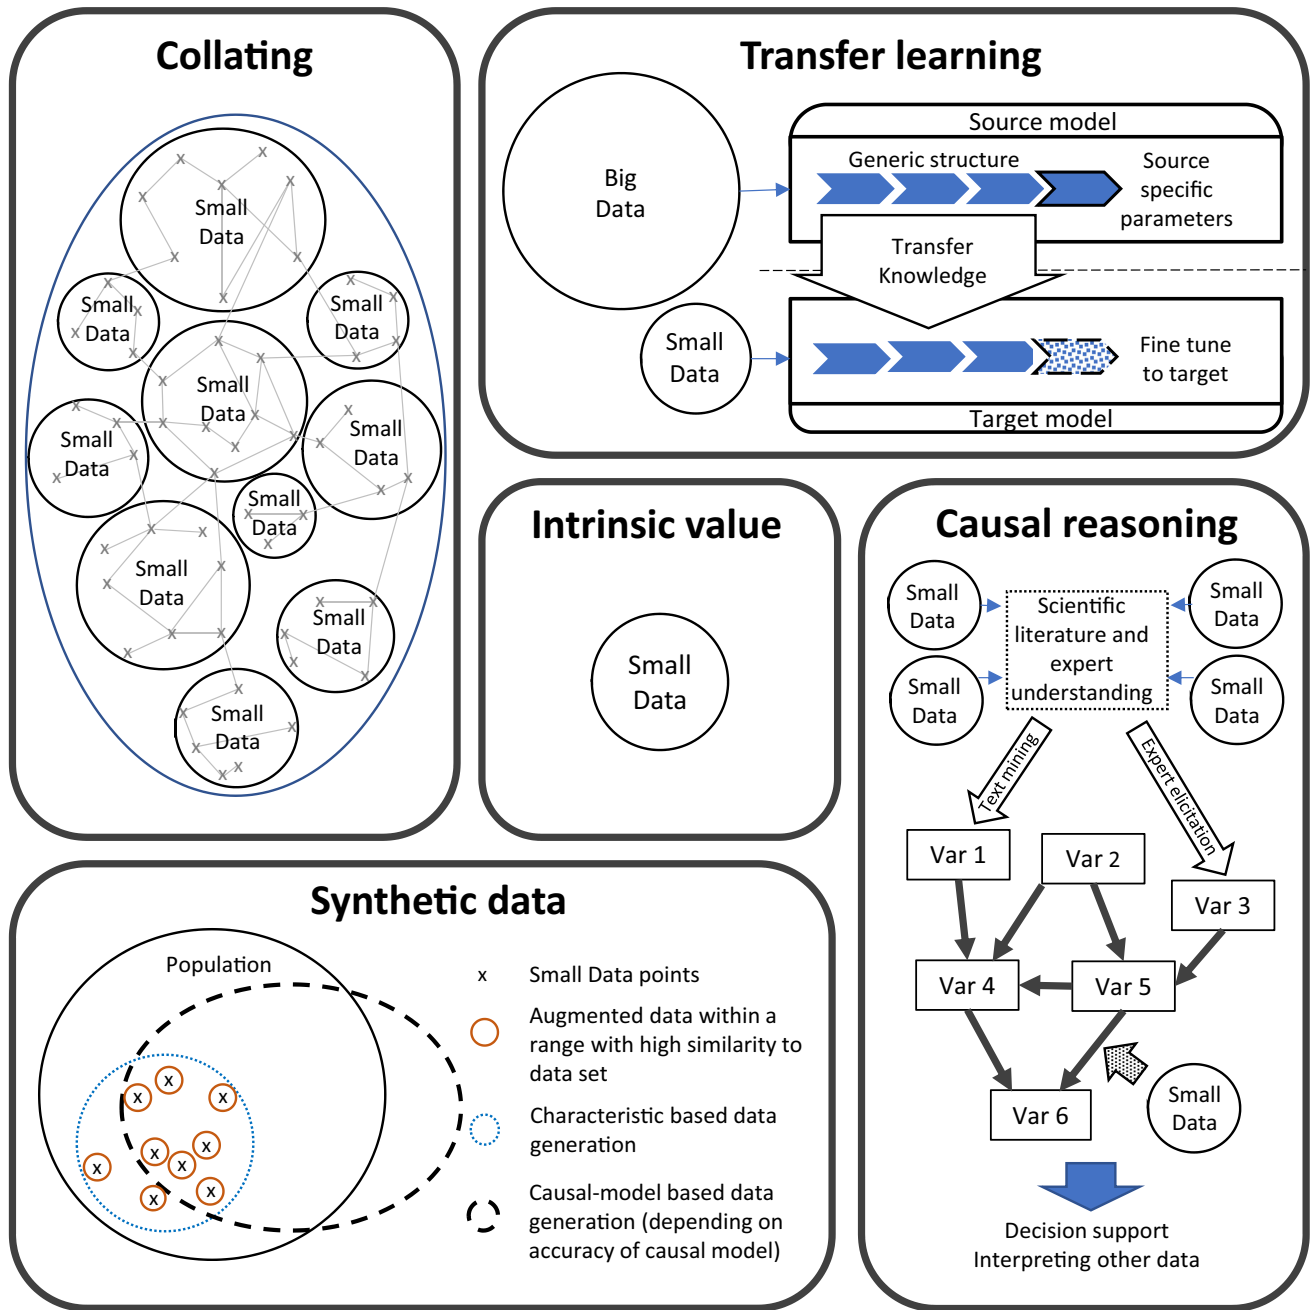 Collating
Small
Data
Small
Data
Small
Data
Small
Data
Small
Data
Small
Data
Small
Data
Small
Data
Small
Data
Small
Data
x x x x x x x x x x x x x x x x x x x x x x x x x x x x x x x x x x x x x x x x x x x x x x x x x x x x x x
Transfer learning
Big
Data
Small
Data
Source model
Generic structure
Source
specific
parameters
Transfer
Knowledge
Fine tune
to target
Target model
Intrinsic value
Small
Data
Causal reasoning
Small
Data
Small
Data
Scientific
literature and
expert
understanding
Small
Data
Small
Data
Text mining
Expert elicitation
Var 1
Var 2
Var 3
Var 4
Var 5
Var 6
Small
Data
Decision support
Interpreting other data
Synthetic data
Population
x x x x x x x x x x
x Small Data points
Augmented data within a
range with high similarity to
data set
Characteristic based data
generation
Causal-model based data
generation (depending on
accuracy of causal model)